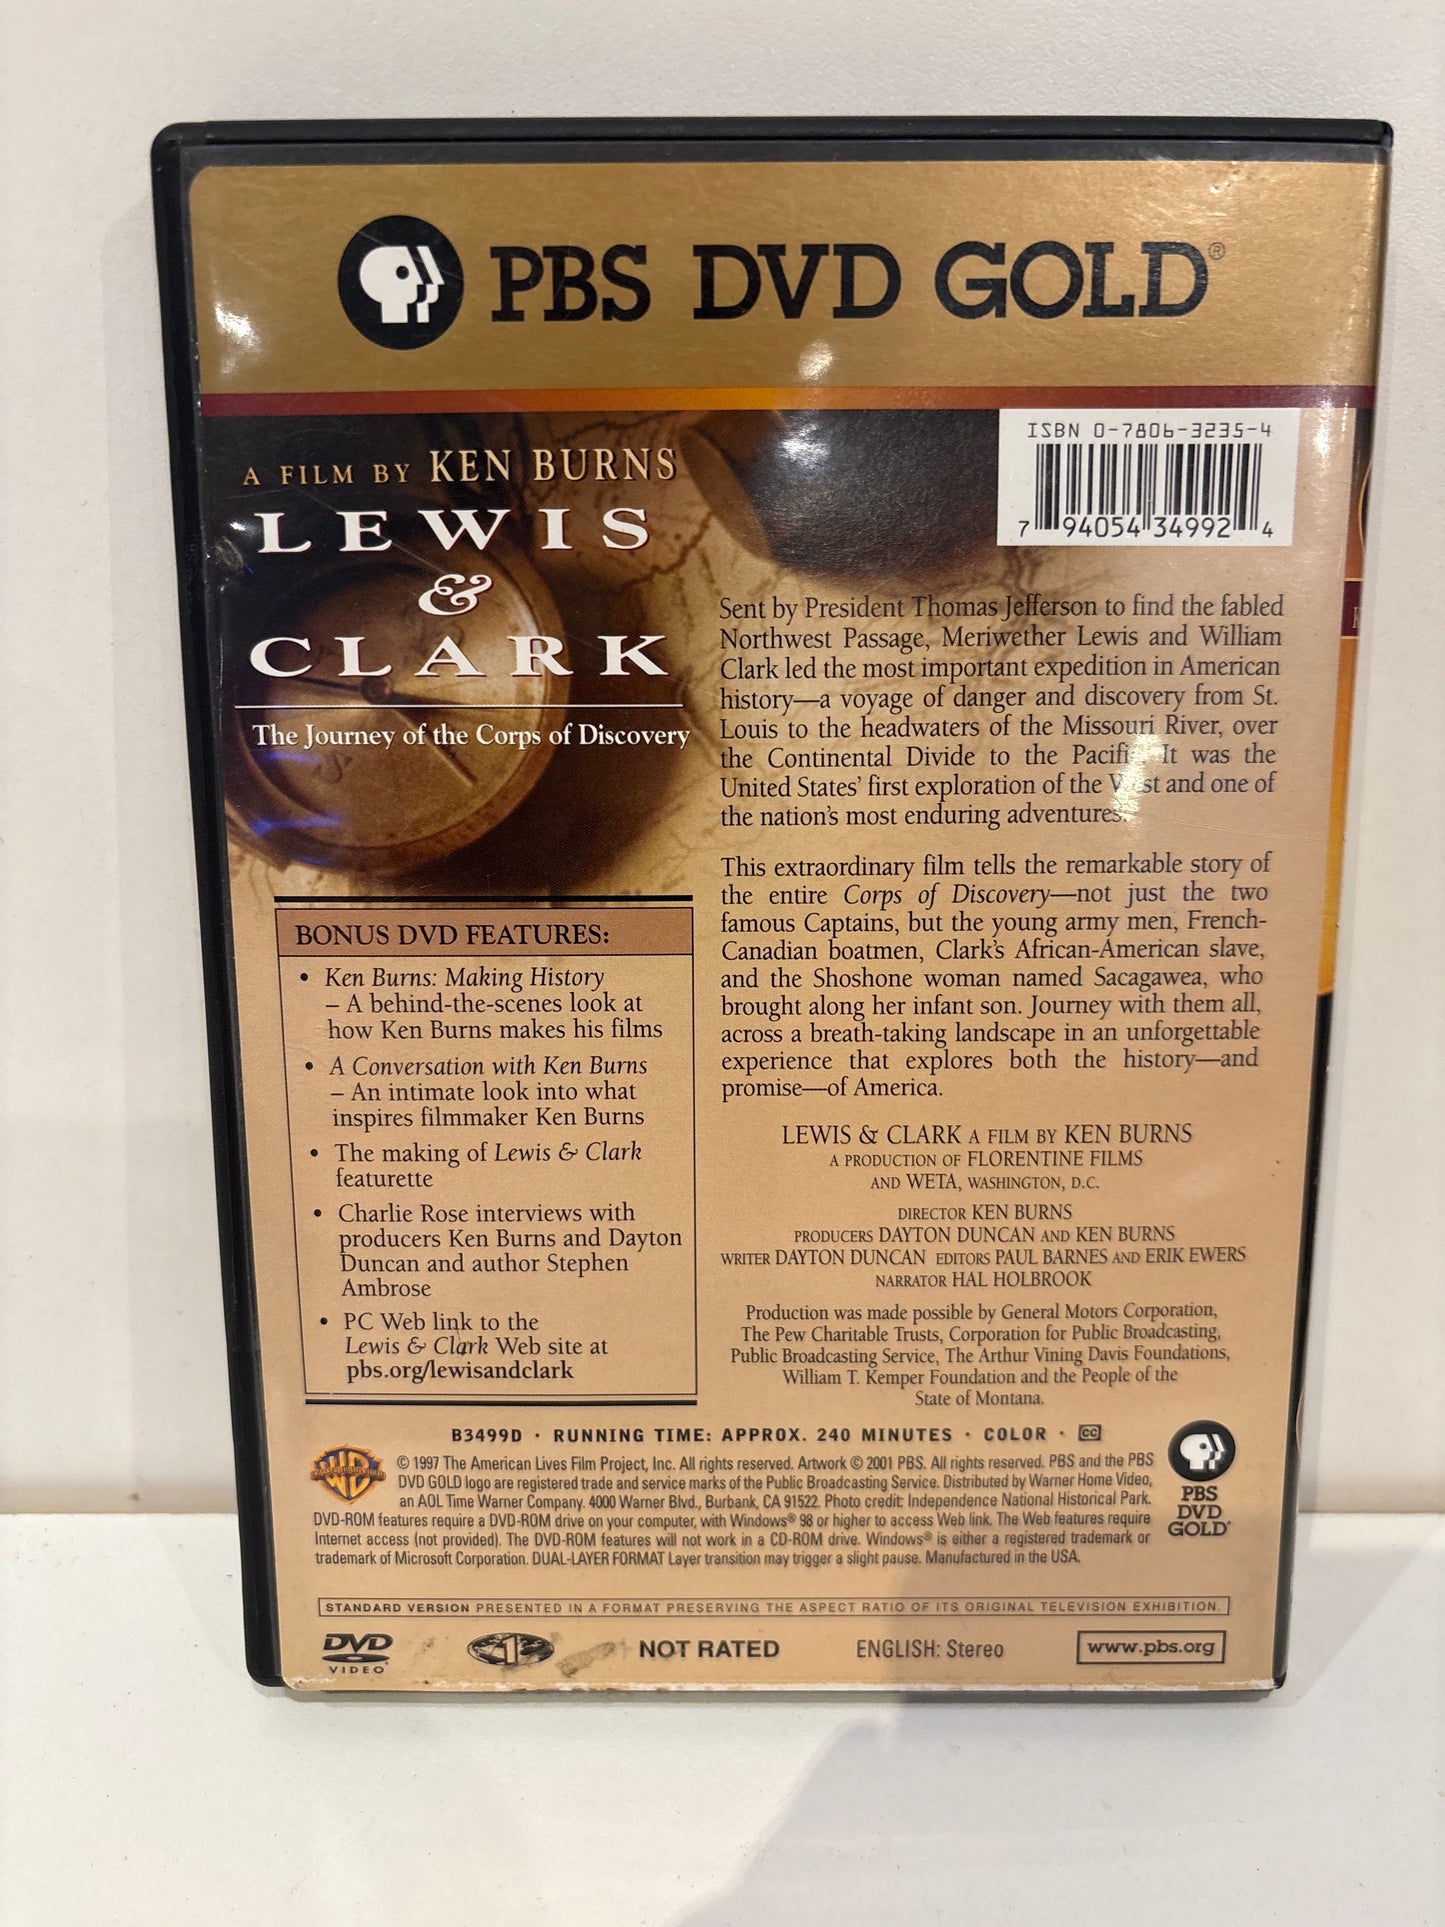 PBS DVD GOLD®
A FILM BY KEN BURNS
LEWIS
&
CLARK
The Journey of the Corps of Discovery
ISBN 0-7806-3235-4
7 94054 34992 4
Sent by President Thomas Jefferson to find the fabled
Northwest Passage, Meriwether Lewis and William
Clark led the most important expedition in American
history—a voyage of danger and discovery from St.
Louis to the headwaters of the Missouri River, over
the Continental Divide to the Pacific. It was the
United States' first exploration of the West and one of
the nation's most enduring adventures.
This extraordinary film tells the remarkable story of
the entire Corps of Discovery—not just the two
famous Captains, but the young army men, French-
Canadian boatmen, Clark's African-American slave,
and the Shoshone woman named Sacagawea, who
brought along her infant son. Journey with them all,
across a breath-taking landscape in an unforgettable
experience that explores both the history—and
promise—of America.
BONUS DVD FEATURES:
• Ken Burns: Making History
– A behind-the-scenes look at
how Ken Burns makes his films
• A Conversation with Ken Burns
– An intimate look into what
inspires filmmaker Ken Burns
• The making of Lewis & Clark
featurette
• Charlie Rose interviews with
producers Ken Burns and Dayton
Duncan and author Stephen
Ambrose
• PC Web link to the
Lewis & Clark Web site at
pbs.org/lewisandclark
LEWIS & CLARK A FILM BY KEN BURNS
A PRODUCTION OF FLORENTINE FILMS
AND WETA, WASHINGTON, D.C.
DIRECTOR KEN BURNS
PRODUCERS DAYTON DUNCAN AND KEN BURNS
WRITER DAYTON DUNCAN EDITORS PAUL BARNES AND ERIK EWERS
NARRATOR HAL HOLBROOK
Production was made possible by General Motors Corporation,
The Pew Charitable Trusts, Corporation for Public Broadcasting,
Public Broadcasting Service, The Arthur Vining Davis Foundations,
William T. Kemper Foundation and the People of the
State of Montana.
B3499D · RUNNING TIME: APPROX. 240 MINUTES · COLOR · CC
© 1997 The American Lives Film Project, Inc. All rights reserved. Artwork © 2001 PBS. All rights reserved. PBS and the PBS
DVD GOLD logo are registered trade and service marks of the Public Broadcasting Service. Distributed by Warner Home Video,
an AOL Time Warner Company. 4000 Warner Blvd., Burbank, CA 91522. Photo credit: Independence National Historical Park.
DVD-ROM features require a DVD-ROM drive on your computer, with Windows® 98 or higher to access Web link. The Web features require
Internet access (not provided). The DVD-ROM features will not work in a CD-ROM drive. Windows® is either a registered trademark or
trademark of Microsoft Corporation. DUAL-LAYER FORMAT Layer transition may trigger a slight pause. Manufactured in the USA.
PBS
DVD
GOLD®
STANDARD VERSION PRESENTED IN A FORMAT PRESERVING THE ASPECT RATIO OF ITS ORIGINAL TELEVISION EXHIBITION.
DVD
VIDEO
1
NOT RATED
ENGLISH: Stereo
www.pbs.org